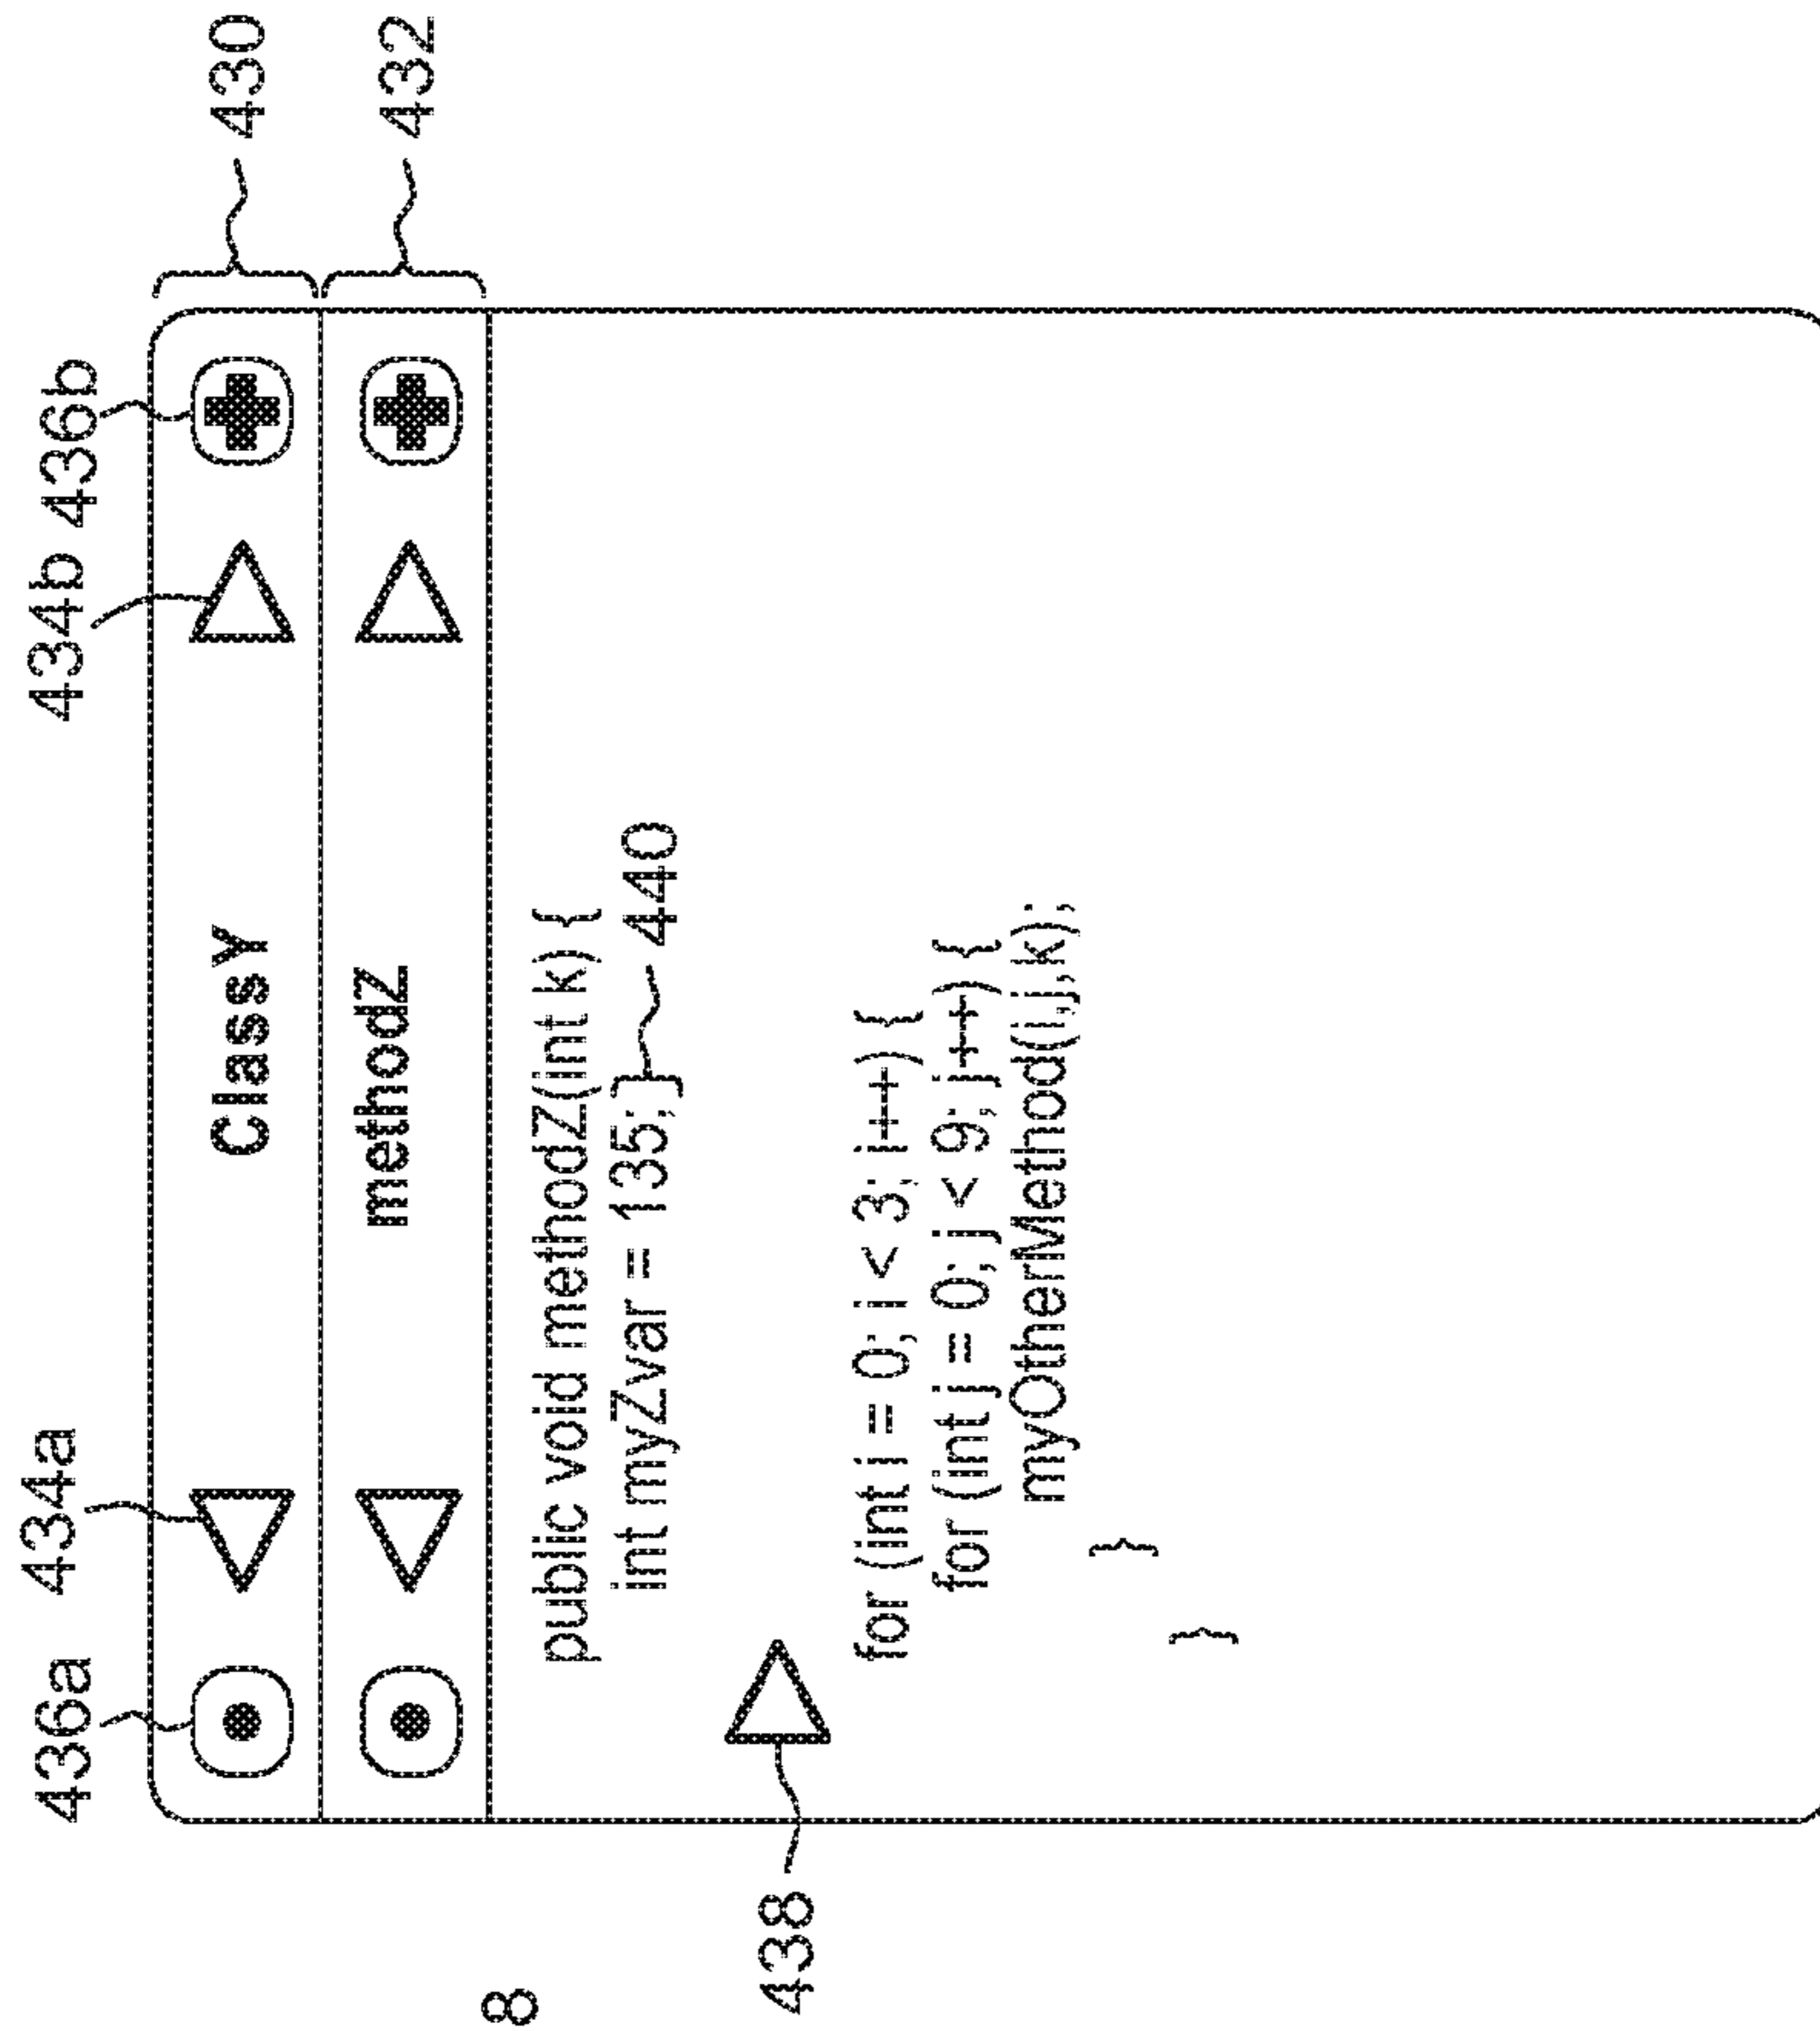 436a 434a 434b 436b
ClassY 430
methodZ 432
8
public void methodZ(int k) {
int myZvar = 135; 440
438
for (int i = 0; i < 3; i++) {
for (int j = 0; j < 9; j++) {
myOtherMethod(i,j,k);
}
}